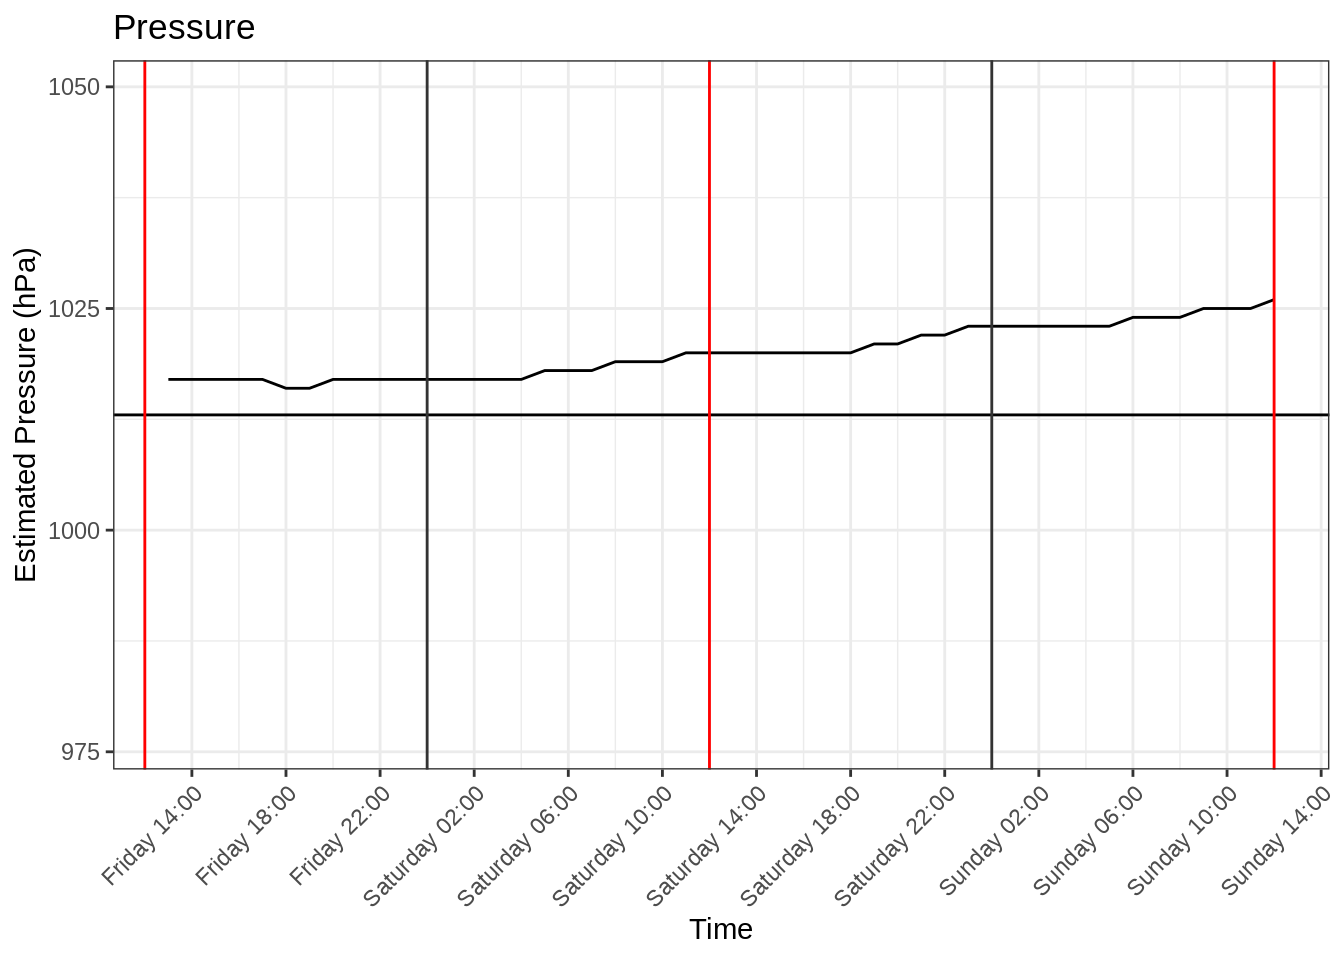 Pressure
Estimated Pressure (hPa)
1050
1025
1000
975
Friday 14:00
Friday 18:00
Friday 22:00
Saturday 02:00
Saturday 06:00
Saturday 10:00
Saturday 14:00
Saturday 18:00
Saturday 22:00
Sunday 02:00
Sunday 06:00
Sunday 10:00
Sunday 14:00
Time